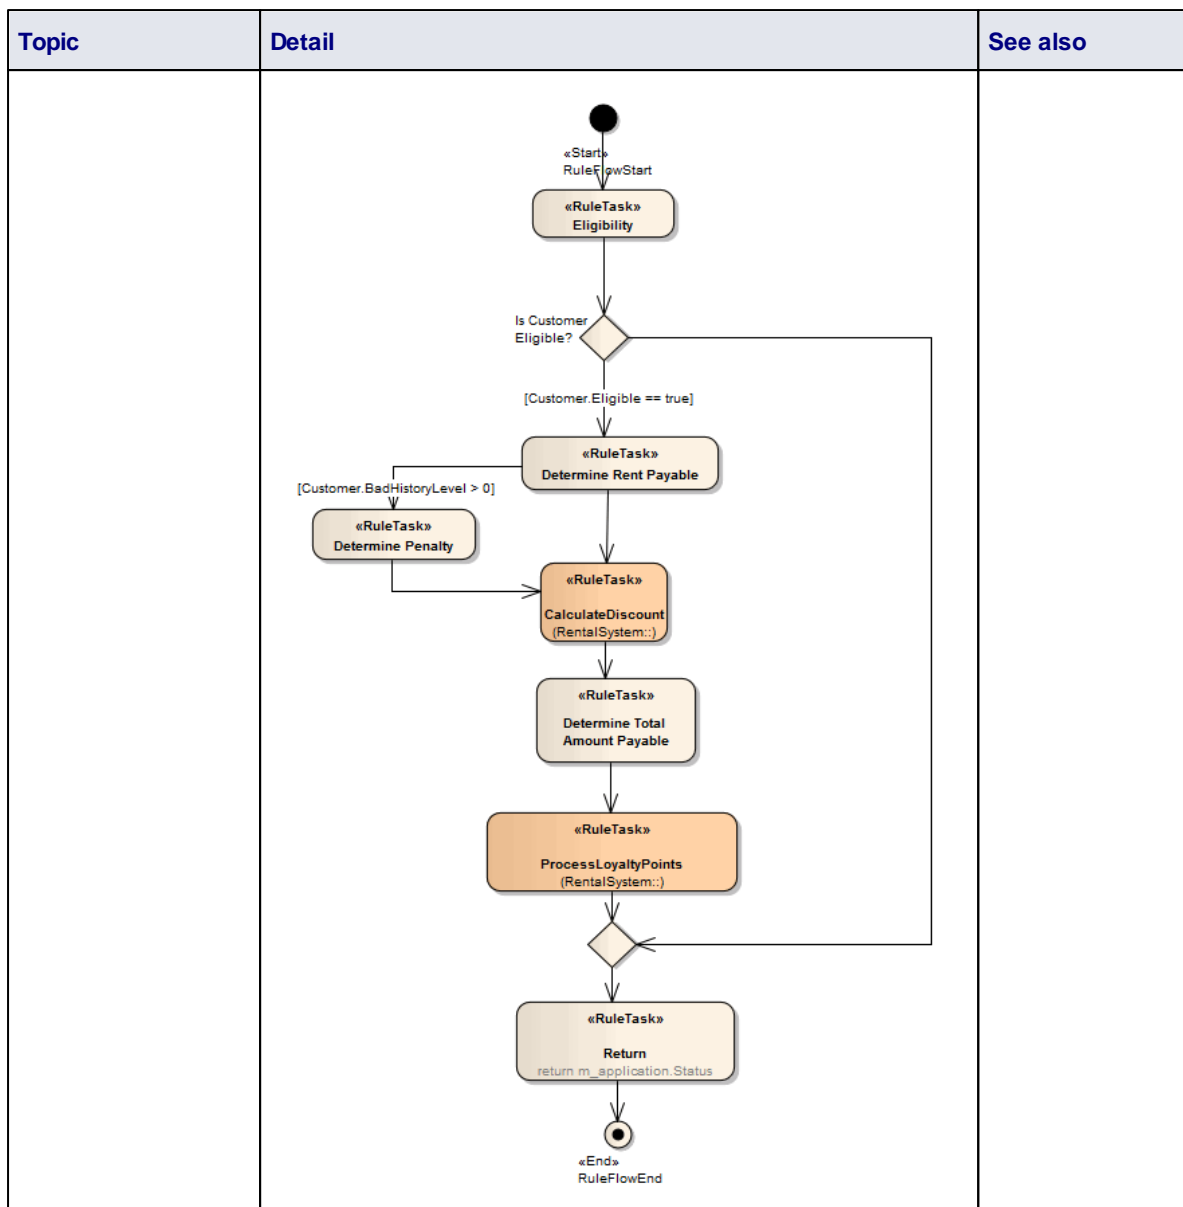 Topic
Detail
See also
«Start»
RuleFlowStart
«RuleTask»
Eligibility
Is Customer
Eligible?
[Customer.Eligible == true]
«RuleTask»
Determine Rent Payable
[Customer.BadHistoryLevel > 0]
«RuleTask»
Determine Penalty
«RuleTask»
CalculateDiscount
(RentalSystem::)
«RuleTask»
Determine Total
Amount Payable
«RuleTask»
ProcessLoyaltyPoints
(RentalSystem::)
«RuleTask»
Return
return m_application.Status
«End»
RuleFlowEnd